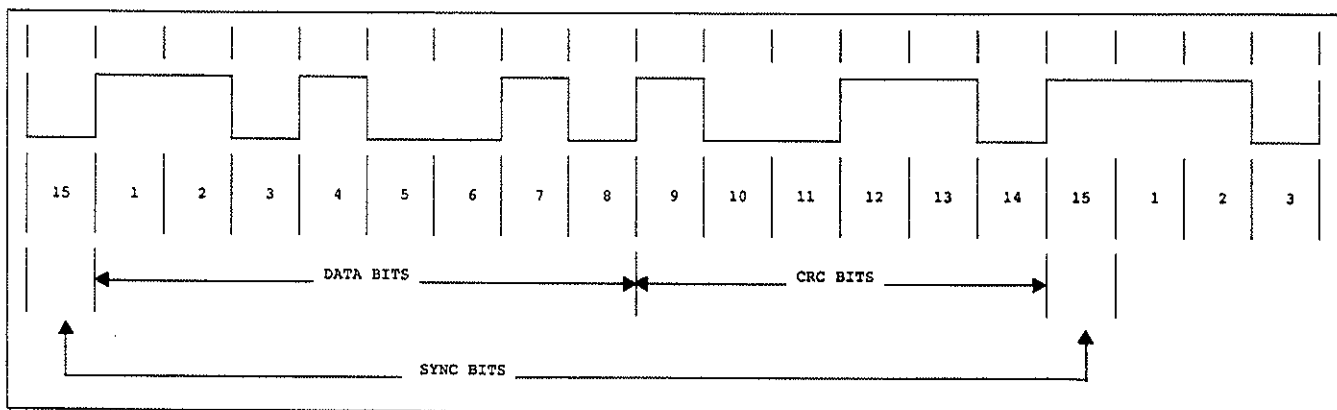 15 1 2 3 4 5 6 7 8 9 10 11 12 13 14 15 1 2 3
DATA BITS CRC BITS
SYNC BITS